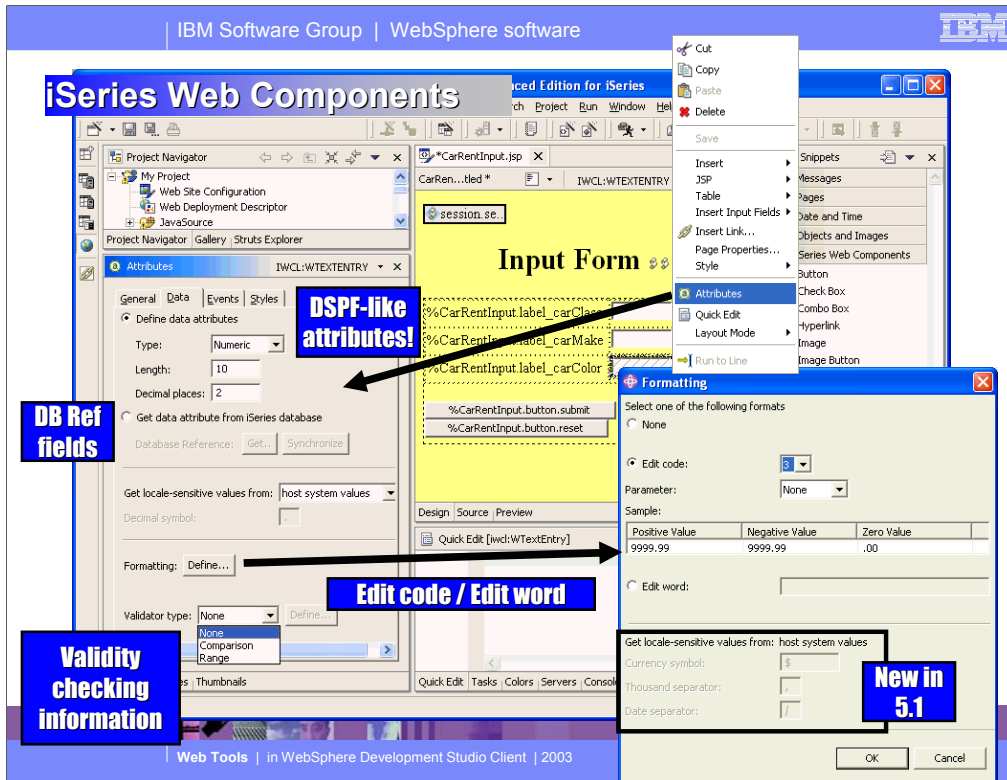 IBM Software Group | WebSphere software
IBM
iSeries Web Components
nced Edition for iSeries
rch Project Run Window Hel
Project Navigator
My Project
Web Site Configuration
Web Deployment Descriptor
JavaSource
Project Navigator Gallery Struts Explorer
Attributes IWCL:WTEXTENTRY
General Data Events Styles
Define data attributes
Type: Numeric
Length: 10
Decimal places: 2
Get data attribute from iSeries database
Database Reference: Get.. Synchronize
Get locale-sensitive values from: host system values
Decimal symbol: .
Formatting: Define...
Validator type: None Define...
None
Comparison
Range
es Thumbnails
DSPF-like
attributes!
DB Ref
fields
Validity
checking
information
Edit code / Edit word
*CarRentInput.jsp
CarRen...tled * IWCL:WTEXTENTRY
session.se..
Input Form
%CarRentInput.label_carClass
%CarRentInput.label_carMake
%CarRentInput.label_carColor
%CarRentInput.button.submit
%CarRentInput.button.reset
Design Source Preview
Quick Edit [iwcl:WTextEntry]
Quick Edit Tasks Colors Servers Consol
Cut
Copy
Paste
Delete
Save
Insert
JSP
Table
Insert Input Fields
Insert Link...
Page Properties...
Style
Attributes
Quick Edit
Layout Mode
Run to Line
Snippets
Messages
Pages
Date and Time
Objects and Images
iSeries Web Components
Button
Check Box
Combo Box
Hyperlink
Image
Image Button
Formatting
Select one of the following formats
None
Edit code: 3
Parameter: None
Sample:
Positive Value Negative Value Zero Value
9999.99 9999.99 .00
Edit word:
Get locale-sensitive values from: host system values
Currency symbol: $
Thousand separator: ,
Date separator: /
New in
5.1
OK Cancel
Web Tools | in WebSphere Development Studio Client | 2003